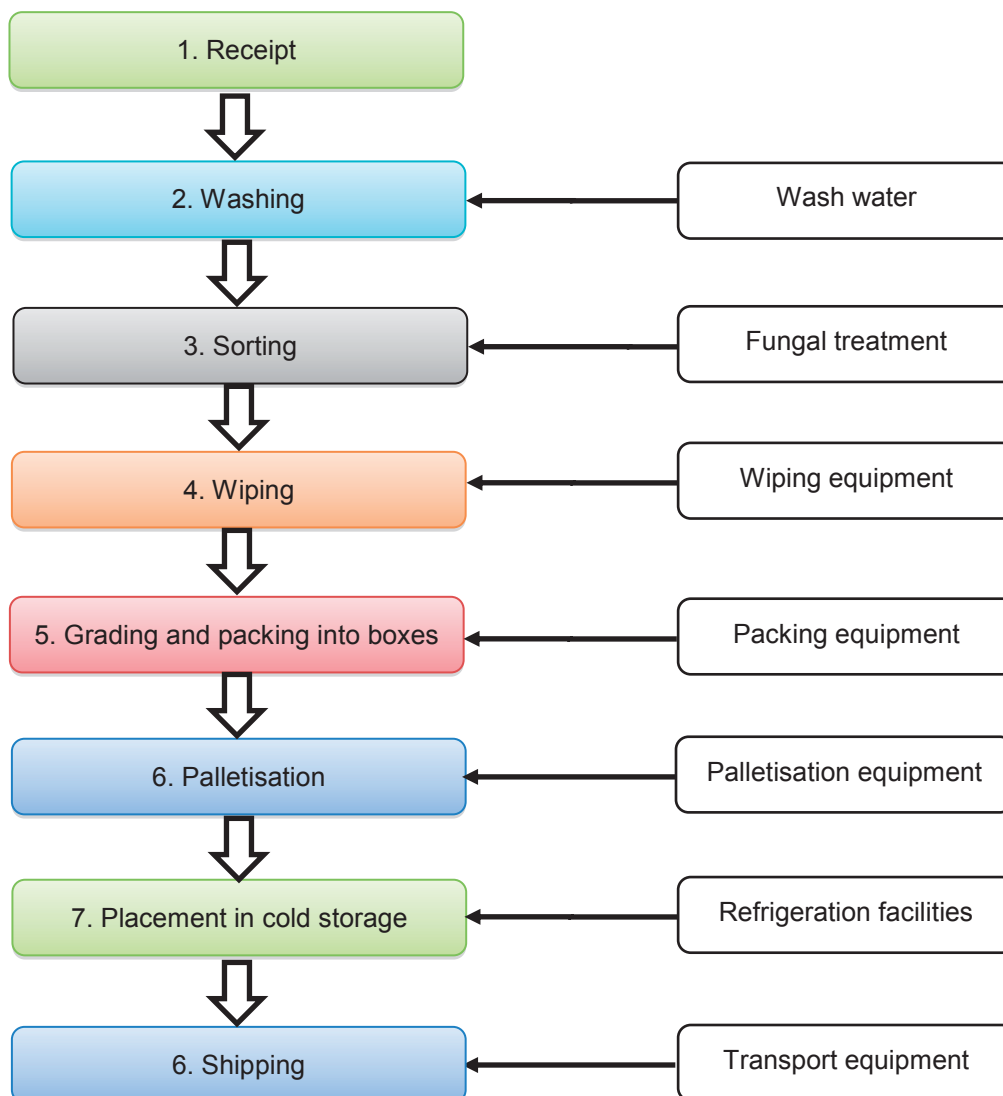 1. Receipt
2. Washing
Wash water
3. Sorting
Fungal treatment
4. Wiping
Wiping equipment
5. Grading and packing into boxes
Packing equipment
6. Palletisation
Palletisation equipment
7. Placement in cold storage
Refrigeration facilities
6. Shipping
Transport equipment